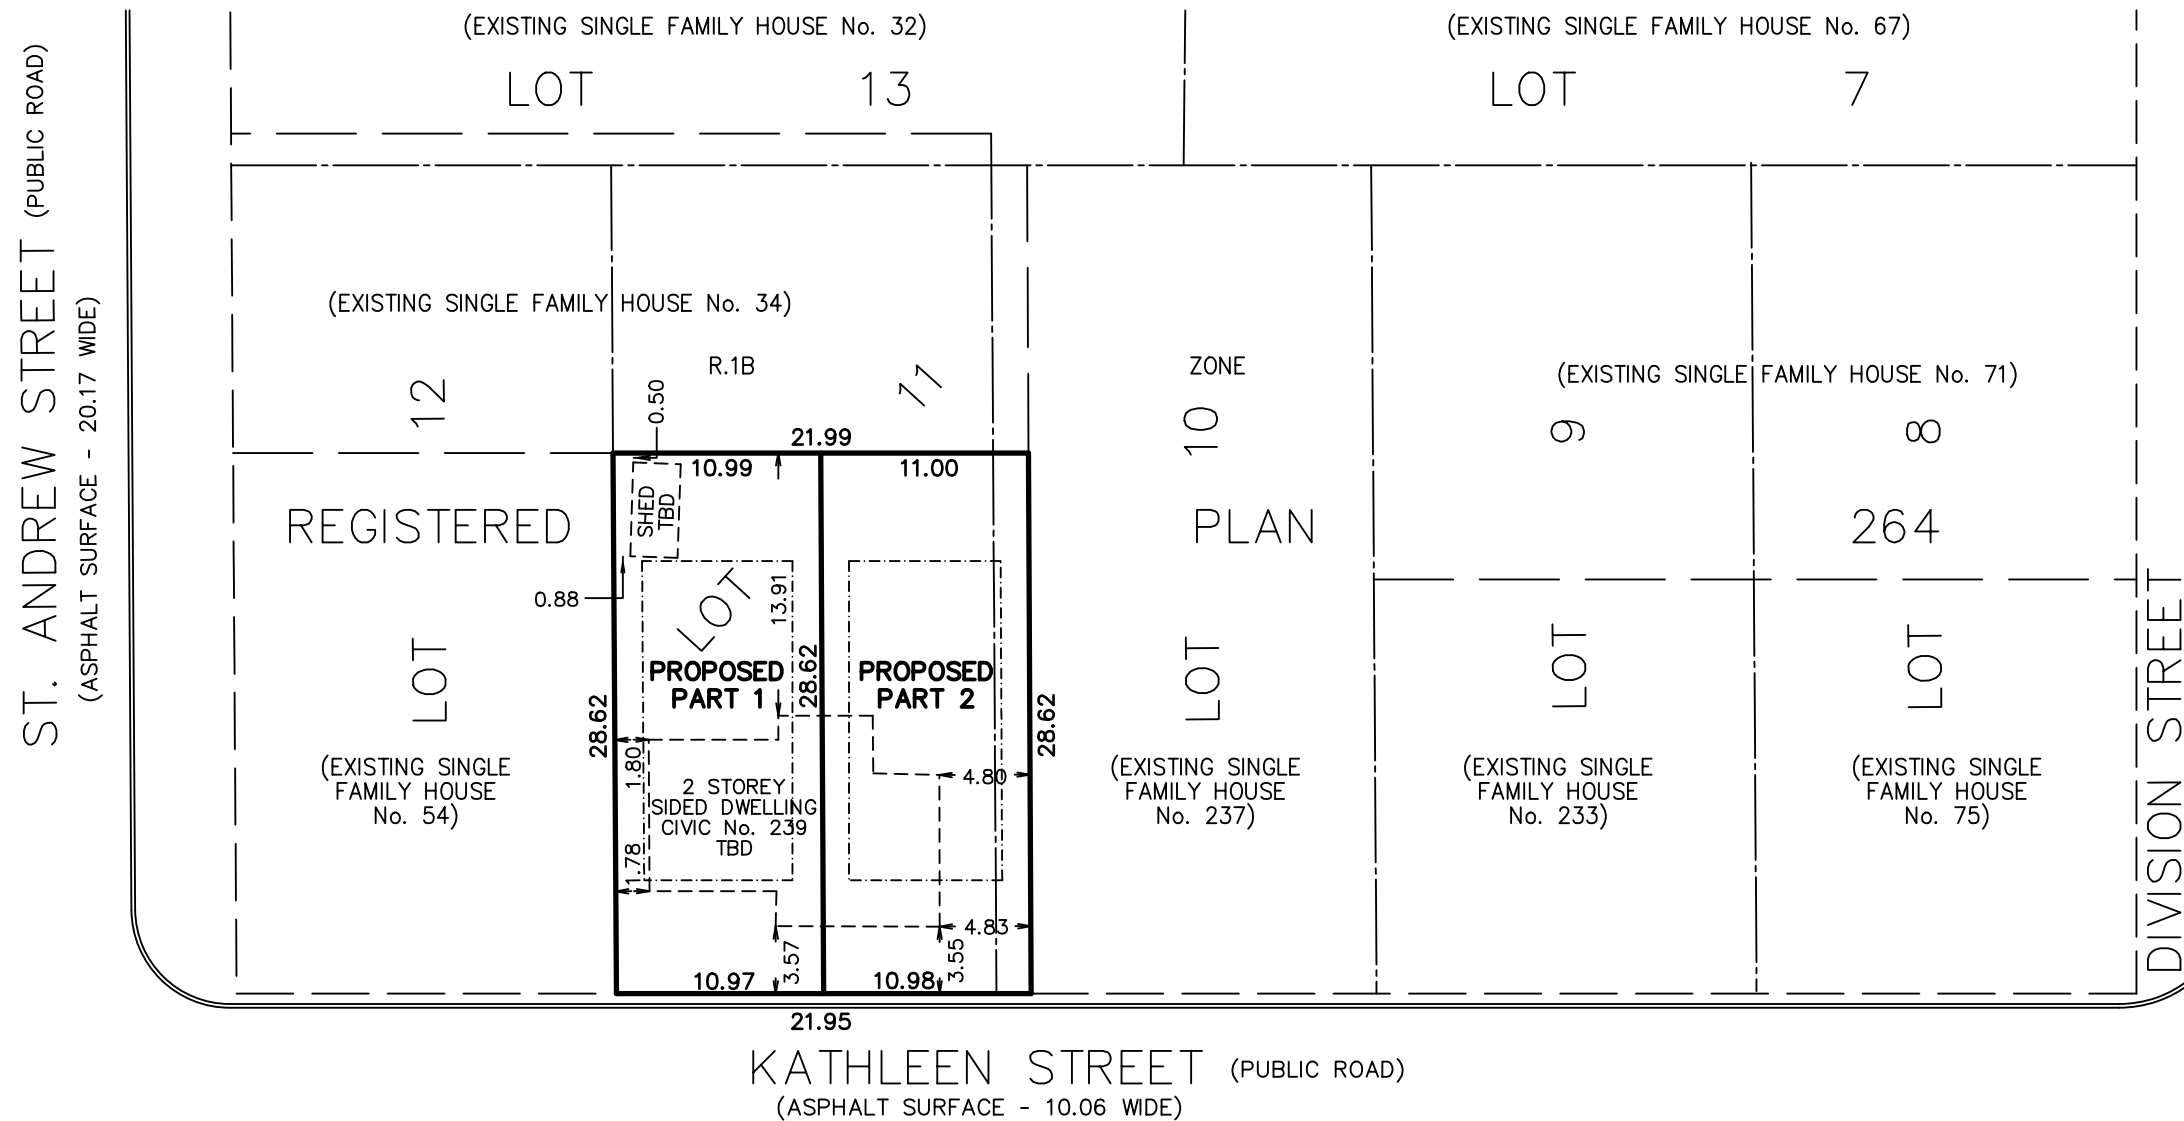 (EXISTING SINGLE FAMILY HOUSE No. 32)
(EXISTING SINGLE FAMILY HOUSE No. 67)
LOT 13
LOT 7
ST. ANDREW STREET (PUBLIC ROAD)
(ASPHALT SURFACE - 20.17 WIDE)
(EXISTING SINGLE FAMILY HOUSE No. 34)
R.1B
ZONE
(EXISTING SINGLE FAMILY HOUSE No. 71)
12
11
10
9
8
0.50
21.99
10.99
11.00
SHED
TBD
REGISTERED
PLAN
264
0.88
13.91
LOT
LOT
LOT
LOT
LOT
PROPOSED
PART 1
PROPOSED
PART 2
28.62
28.62
28.62
(EXISTING SINGLE
FAMILY HOUSE
No. 54)
1.80
2 STOREY
SIDED DWELLING
CIVIC No. 239
TBD
1.78
4.80
(EXISTING SINGLE
FAMILY HOUSE
No. 237)
(EXISTING SINGLE
FAMILY HOUSE
No. 233)
(EXISTING SINGLE
FAMILY HOUSE
No. 75)
4.83
3.57
3.55
10.97
10.98
21.95
DIVISION STREET
KATHLEEN STREET (PUBLIC ROAD)
(ASPHALT SURFACE - 10.06 WIDE)